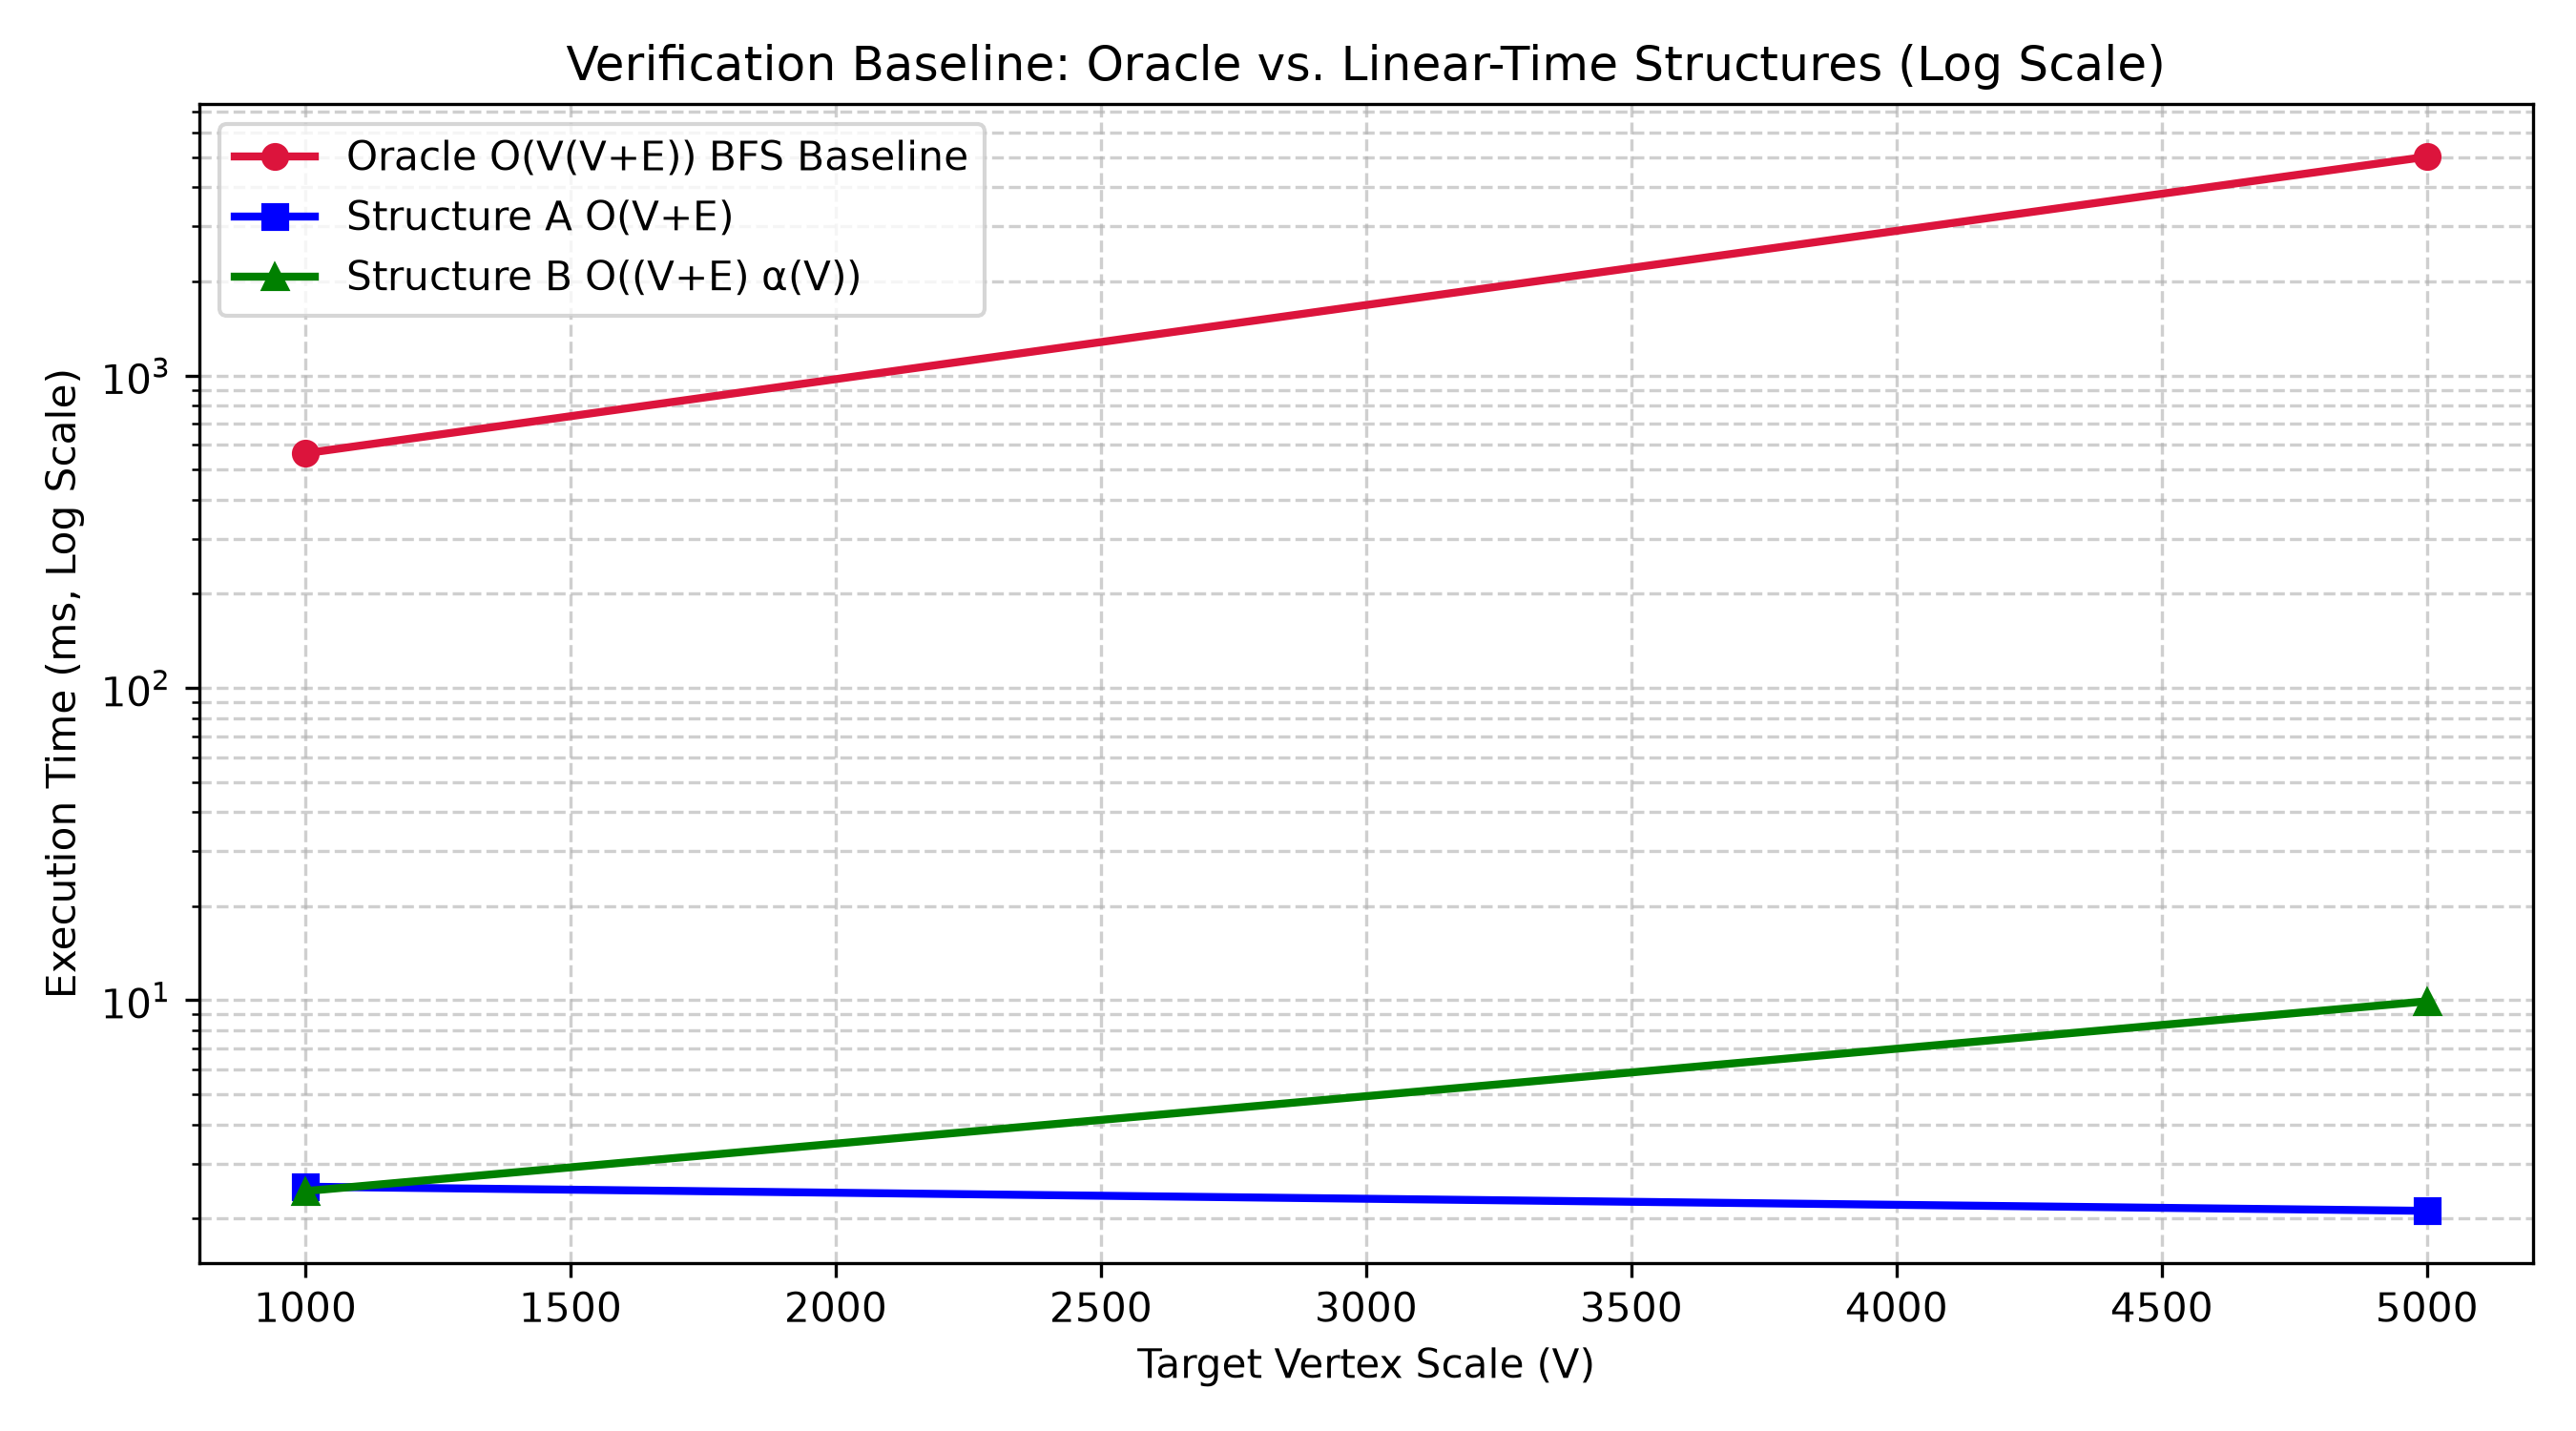 Verification Baseline: Oracle vs. Linear-Time Structures (Log Scale)
Oracle O(V(V+E)) BFS Baseline
Structure A O(V+E)
Structure B O((V+E) α(V))
Execution Time (ms, Log Scale)
10³
10²
10¹
1000 1500 2000 2500 3000 3500 4000 4500 5000
Target Vertex Scale (V)